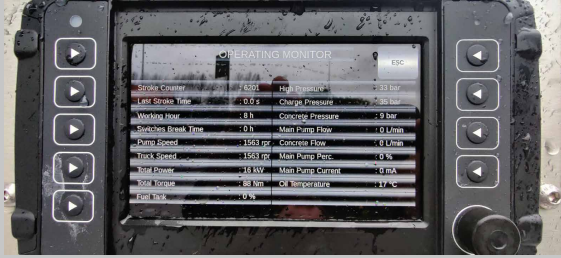 OPERATING MONITOR
ESC
Stroke Counter : 6201 High Pressure : 33 bar
Last Stroke Time : 0.0 s Charge Pressure : 35 bar
Working Hour : 8 h Concrete Pressure : 9 bar
Switches Break Time : 0 h Main Pump Flow : 0 L/min
Pump Speed : 1563 rpr Concrete Flow : 0 L/min
Truck Speed : 1563 rpr Main Pump Perc. : 0 %
Total Power : 16 kW Main Pump Current : 0 mA
Total Torque : 88 Nm Oil Temperature : 17 °C
Fuel Tank : 0 %